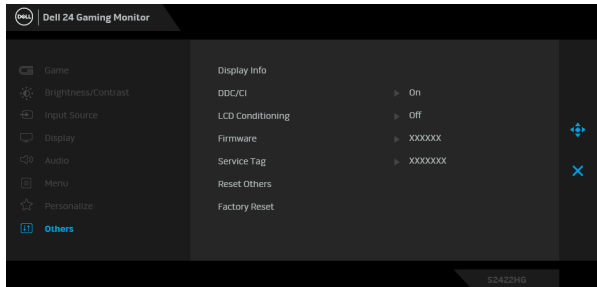 DELL Dell 24 Gaming Monitor
Game
Brightness/Contrast
Input Source
Display
Audio
Menu
Personalize
Others
Display Info
DDC/CI On
LCD Conditioning Off
Firmware XXXXXX
Service Tag XXXXXXX
Reset Others
Factory Reset
S2422HG